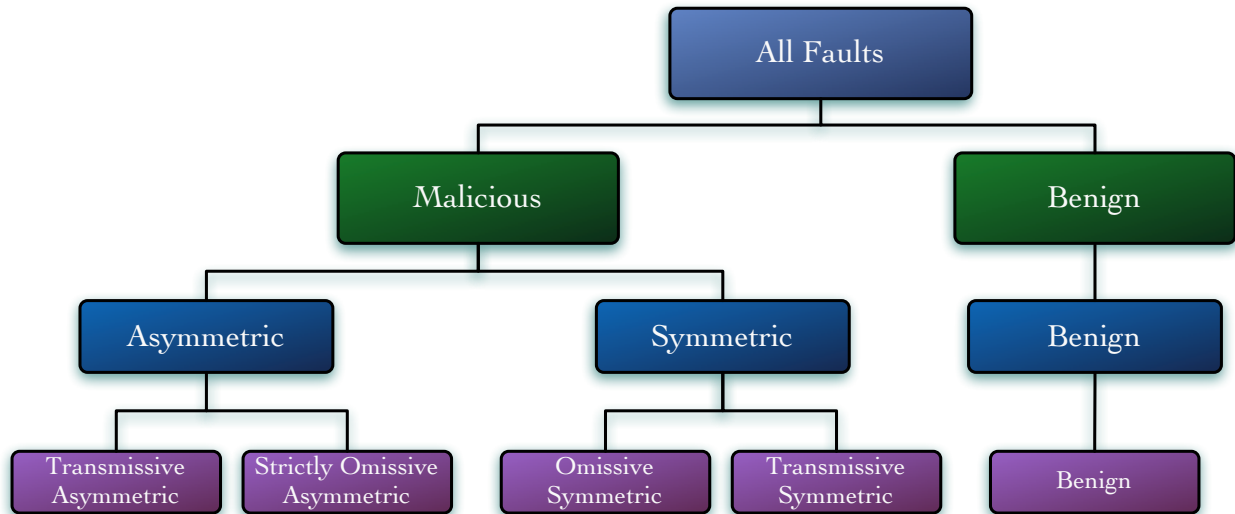 All Faults
Malicious
Benign
Asymmetric
Symmetric
Benign
Transmissive
Asymmetric
Strictly Omissive
Asymmetric
Omissive
Symmetric
Transmissive
Symmetric
Benign